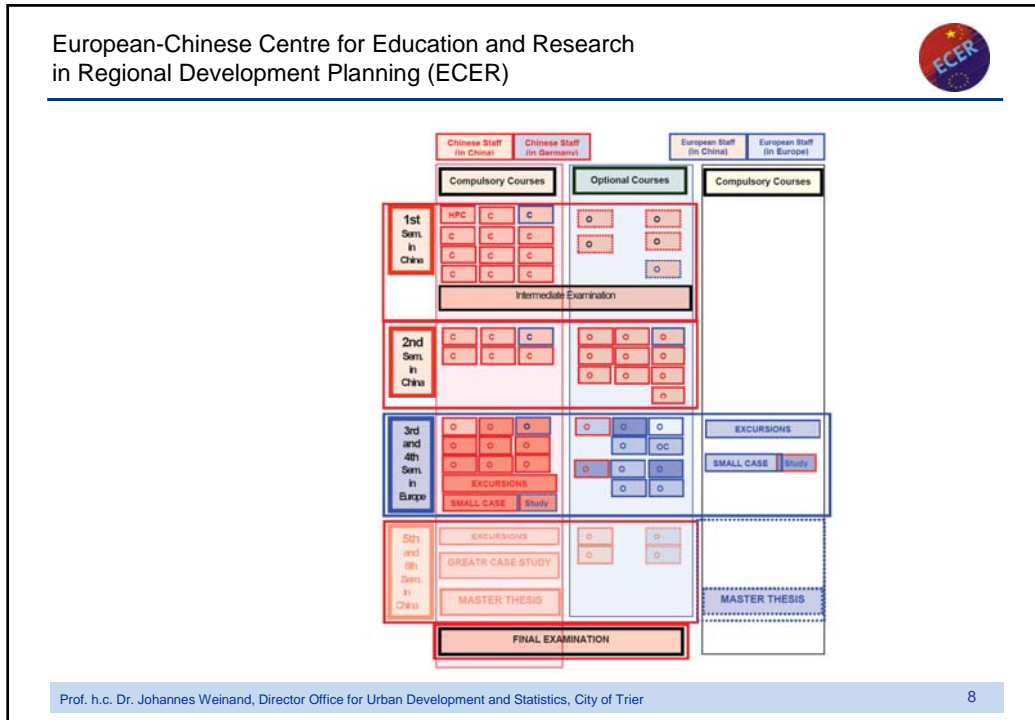 European-Chinese Centre for Education and Research
in Regional Development Planning (ECER)
ECER
Chinese Staff
(in China)
Chinese Staff
(in Germany)
European Staff
(in China)
European Staff
(in Europe)
Compulsory Courses
Optional Courses
Compulsory Courses
1st
Sem.
in
China
HPC C C
C C C
C C C
C C C
O O
O O
O
Intermediate Examination
2nd
Sem.
in
China
C C C
C C C
O O O
O O O
O O O
O
3rd
and
4th
Sem.
in
Europe
O O O
O O O
O O O
EXCURSIONS
SMALL CASE Study
O O O
O OC
O O O
O O
EXCURSIONS
SMALL CASE Study
5th
and
6th
Sem.
in
China
EXCURSIONS
GREATR CASE STUDY
MASTER THESIS
O O
O O
MASTER THESIS
FINAL EXAMINATION
Prof. h.c. Dr. Johannes Weinand, Director Office for Urban Development and Statistics, City of Trier
8